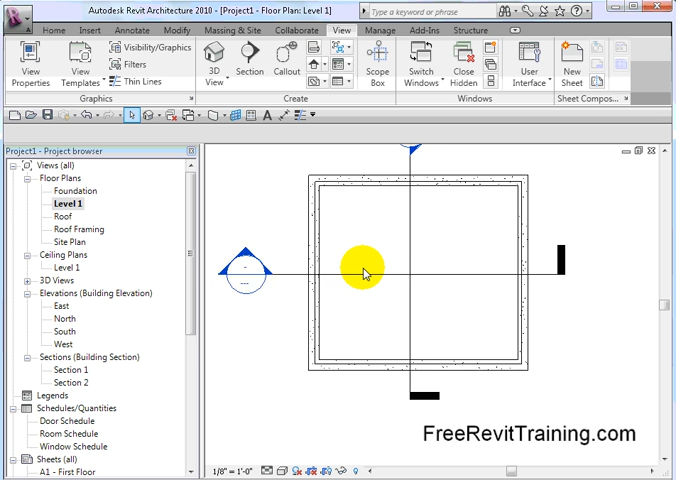 Autodesk Revit Architecture 2010 - [Project1 - Floor Plan: Level 1]
Type a keyword or phrase
Home Insert Annotate Modify Massing & Site Collaborate View Manage Add-Ins Structure
View Properties
View Templates
Visibility/Graphics
Filters
Thin Lines
3D View
Section
Callout
Scope Box
Switch Windows
Close Hidden
User Interface
New Sheet
Graphics Create Windows Sheet Compos...
Project1 - Project browser
Views (all)
Floor Plans
Foundation
Level 1
Roof
Roof Framing
Site Plan
Ceiling Plans
Level 1
3D Views
Elevations (Building Elevation)
East
North
South
West
Sections (Building Section)
Section 1
Section 2
Legends
Schedules/Quantities
Door Schedule
Room Schedule
Window Schedule
Sheets (all)
A1 - First Floor
-
---
FreeRevitTraining.com
1/8" = 1'-0"